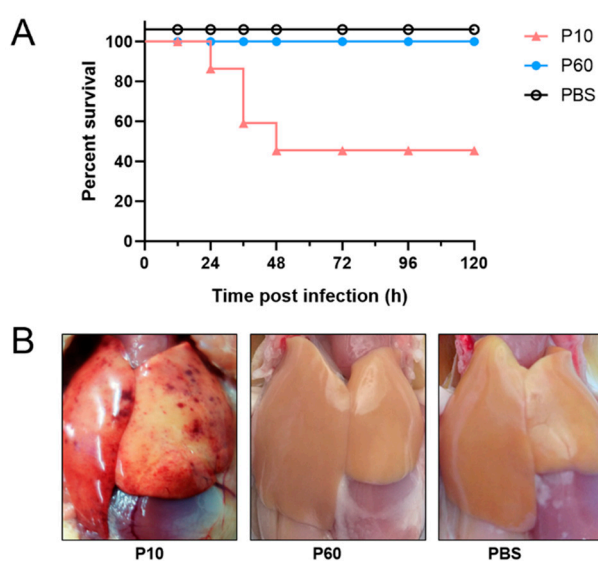 A
Percent survival
100
80
60
40
20
0
0 24 48 72 96 120
Time post infection (h)
P10
P60
PBS
B
P10 P60 PBS